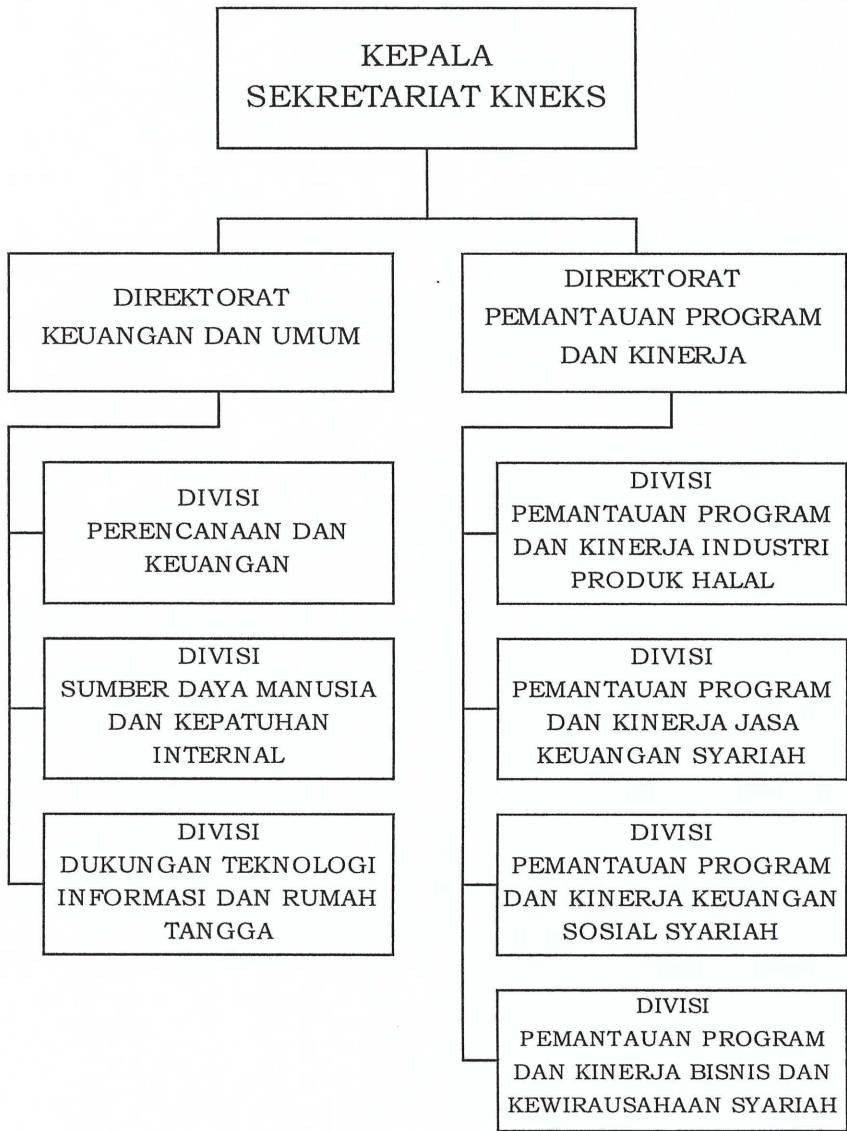 KEPALA
SEKRETARIAT KNEKS
DIREKTORAT
KEUANGAN DAN UMUM
DIVISI
PERENCANAAN DAN
KEUANGAN
DIVISI
SUMBER DAYA MANUSIA
DAN KEPATUHAN
INTERNAL
DIVISI
DUKUNGAN TEKNOLOGI
INFORMASI DAN RUMAH
TANGGA
DIREKTORAT
PEMANTAUAN PROGRAM
DAN KINERJA
DIVISI
PEMANTAUAN PROGRAM
DAN KINERJA INDUSTRI
PRODUK HALAL
DIVISI
PEMANTAUAN PROGRAM
DAN KINERJA JASA
KEUANGAN SYARIAH
DIVISI
PEMANTAUAN PROGRAM
DAN KINERJA KEUANGAN
SOSIAL SYARIAH
DIVISI
PEMANTAUAN PROGRAM
DAN KINERJA BISNIS DAN
KEWIRAUSAHAAN SYARIAH